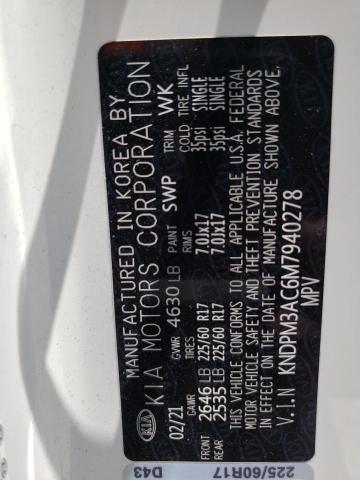 KIA
MANUFACTURED IN KOREA BY
KIA MOTORS CORPORATION
02/21 GVWR 4630 LB PAINT SWP TRIM WK
GAWR TIRES RIMS COLD TIRE INFL
FRONT 2646 LB 225/60 R17 7.0JX17 35psi SINGLE
REAR 2535 LB 225/60 R17 7.0JX17 35psi SINGLE
THIS VEHICLE CONFORMS TO ALL APPLICABLE U.S.A. FEDERAL
MOTOR VEHICLE SAFETY AND THEFT PREVENTION STANDARDS
IN EFFECT ON THE DATE OF MANUFACTURE SHOWN ABOVE.
V.I.N KNDPM3AC6M7940278
MPV
D43 225/60R17